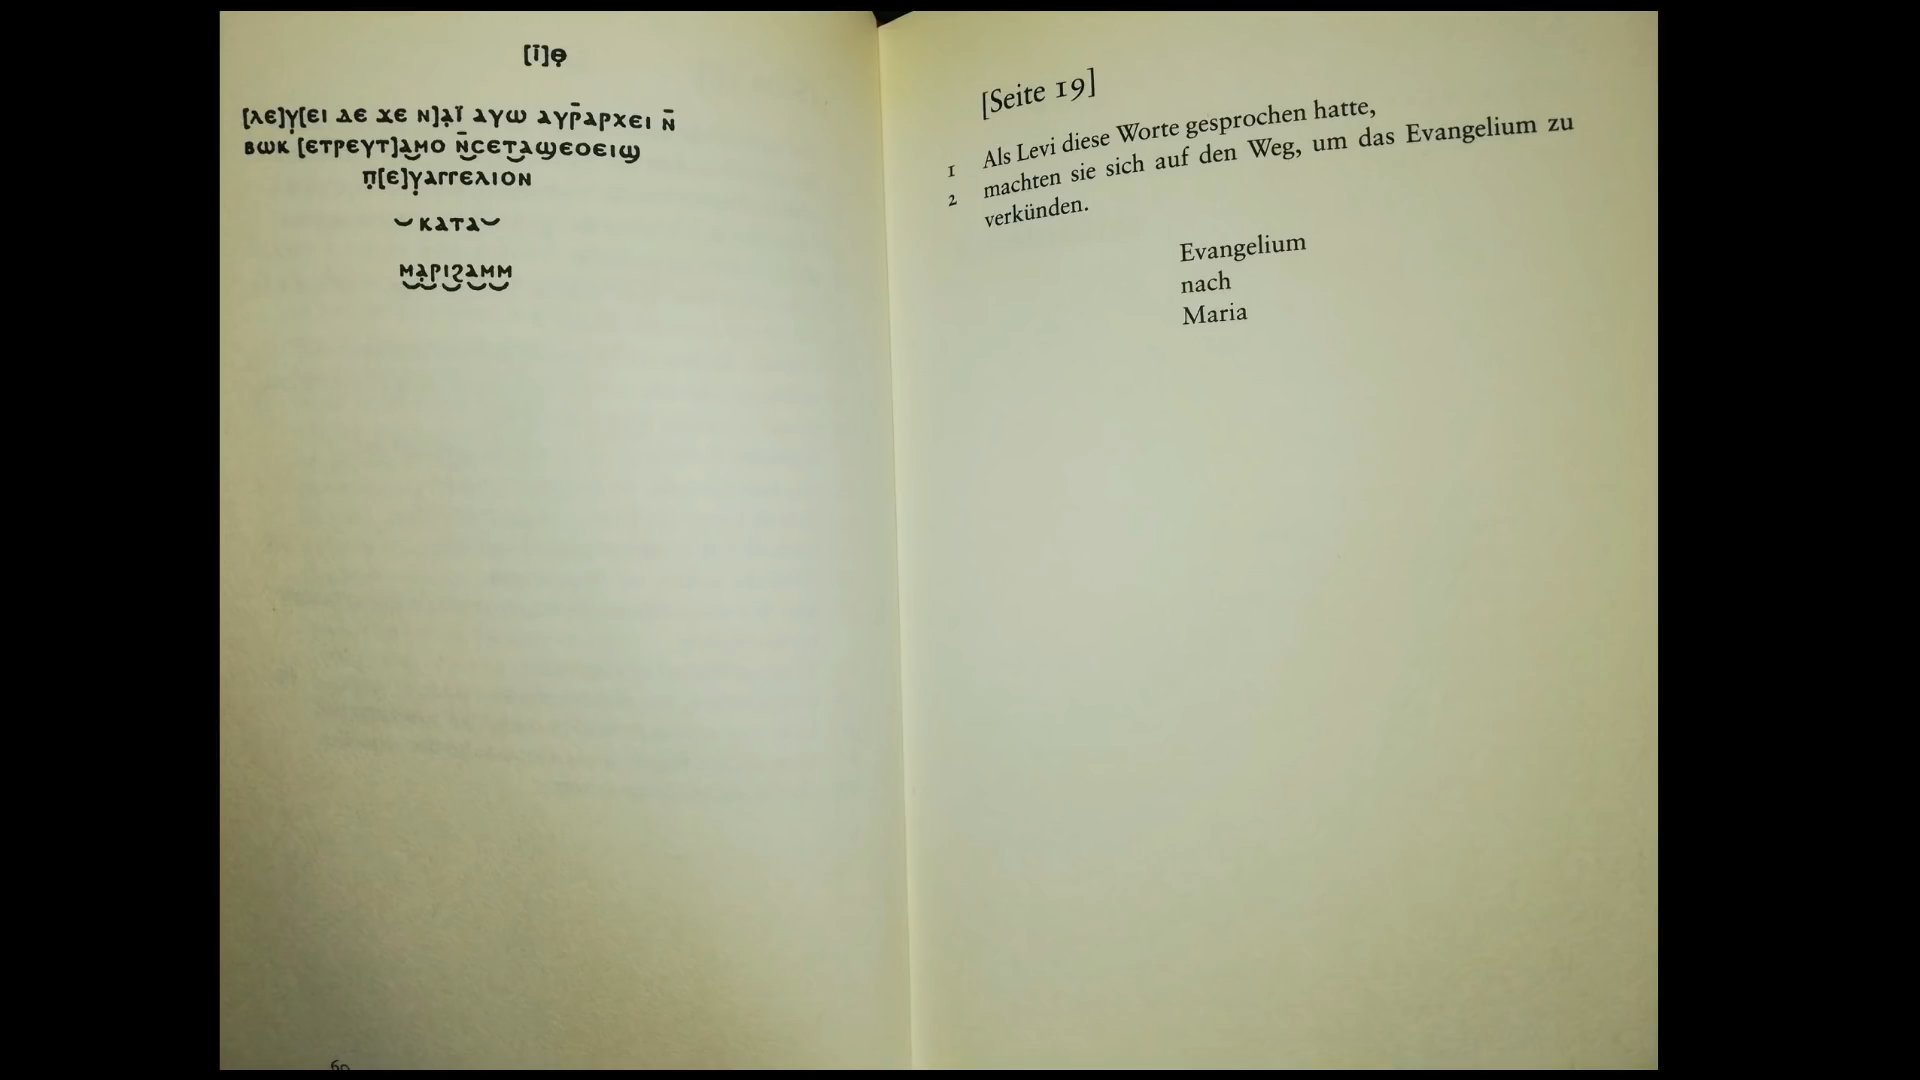 [ⲓ̄]ⲑ̣
[ⲗⲉ]ⲩ̣[ⲉⲓ ⲇⲉ ϫⲉ ⲛ]ⲁ̣ⲓ̈ ⲁⲩⲱ ⲁⲩⲣ̄ⲁⲣⲭⲉⲓ ⲛ̄
ⲃⲱⲕ [ⲉⲧⲣⲉⲩⲧ]ⲁ̣ⲙⲟ ⲛ̄ⲥⲉⲧⲁϣⲉⲟⲉⲓϣ
ⲡ̣[ⲉ]ⲩ̣ⲁⲅⲅⲉⲗⲓⲟⲛ
ⲕⲁⲧⲁ
ⲙⲁ̣ⲣⲓϩⲁⲙⲙ
[Seite 19]
1 Als Levi diese Worte gesprochen hatte,
2 machten sie sich auf den Weg, um das Evangelium zu
verkünden.
Evangelium
nach
Maria